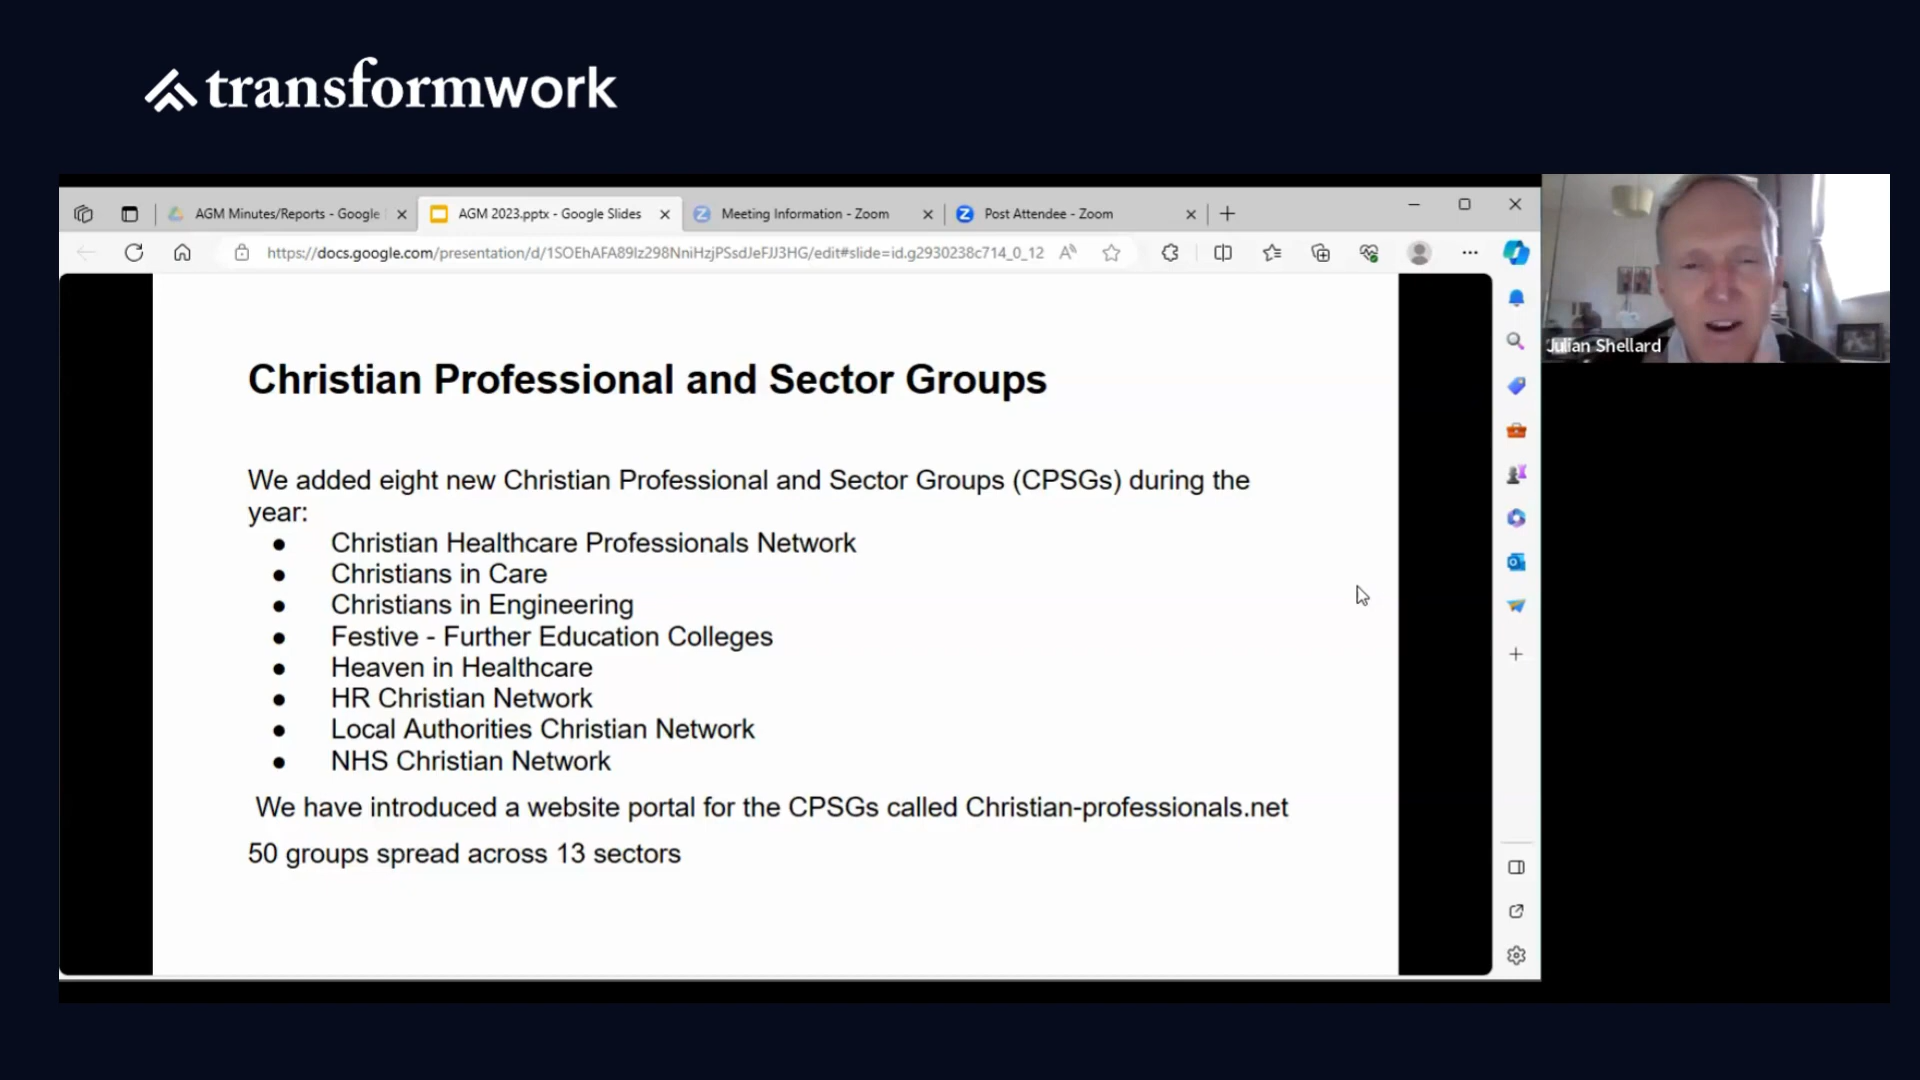 transformwork
AGM Minutes/Reports - Google
AGM 2023.pptx - Google Slides
Meeting Information - Zoom
Post Attendee - Zoom
https://docs.google.com/presentation/d/1SOEhAFA89lz298NniHzjPSsdJeFJJ3HG/edit#slide=id.g2930238c714_0_12
Julian Shellard
Christian Professional and Sector Groups
We added eight new Christian Professional and Sector Groups (CPSGs) during the
year:
● Christian Healthcare Professionals Network
● Christians in Care
● Christians in Engineering
● Festive - Further Education Colleges
● Heaven in Healthcare
● HR Christian Network
● Local Authorities Christian Network
● NHS Christian Network
We have introduced a website portal for the CPSGs called Christian-professionals.net
50 groups spread across 13 sectors